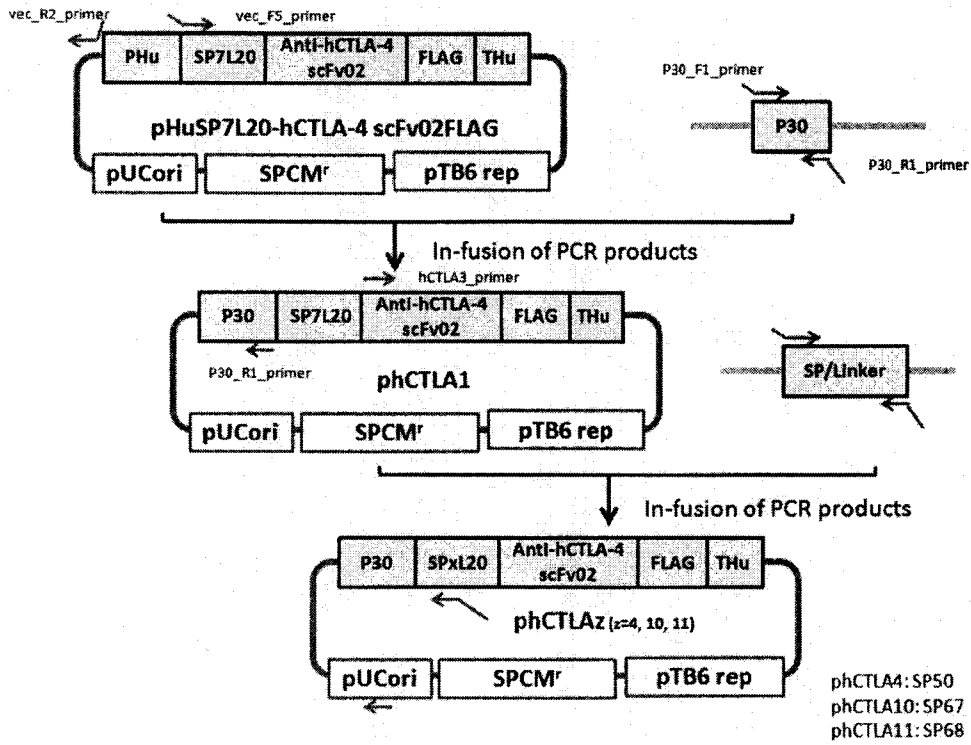 vec_R2_primer
vec_F5_primer
PHu
SP7L20
Anti-hCTLA-4
scFv02
FLAG
THu
P30_F1_primer
P30
P30_R1_primer
pHuSP7L20-hCTLA-4 scFv02FLAG
pUCori
SPCMʳ
pTB6 rep
In-fusion of PCR products
hCTLA3_primer
P30
SP7L20
Anti-hCTLA-4
scFv02
FLAG
THu
P30_R1_primer
phCTLA1
SP/Linker
pUCori
SPCMʳ
pTB6 rep
In-fusion of PCR products
P30
SPxL20
Anti-hCTLA-4
scFv02
FLAG
THu
phCTLAz (z=4, 10, 11)
pUCori
SPCMʳ
pTB6 rep
phCTLA4: SP50
phCTLA10: SP67
phCTLA11: SP68